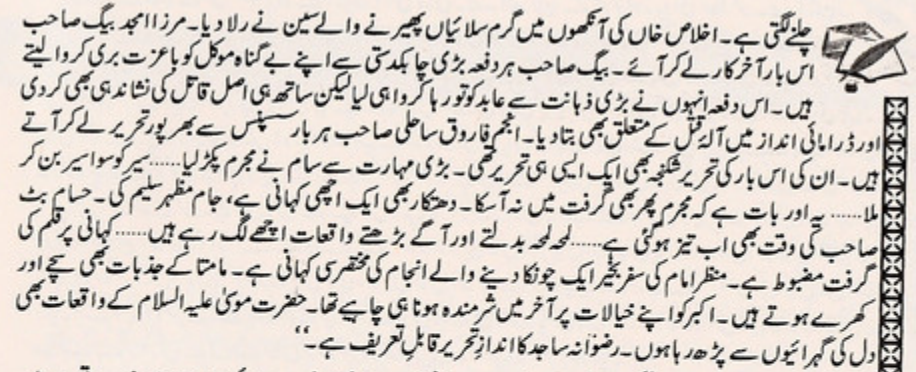 چلنے لگتی ہے۔ اخلاص خاں کی آنکھوں میں گرم سلائیاں پھیرنے والے سین نے رلا دیا۔ مرزا امجد بیگ صاحب
اس بار آخر کار لے کر آئے۔ بیگ صاحب ہر دفعہ بڑی چابکدستی سے اپنے بے گناہ موکل کو باعزت بری کروا لیتے
ہیں۔ اس دفعہ انہوں نے بڑی ذہانت سے عابد کو تو رہا کروا ہی لیا لیکن ساتھ ہی اصل قاتل کی نشاندہی بھی کر دی
اور ڈرامائی انداز میں آلۂ قتل کے متعلق بھی بتا دیا۔ انجم فاروق ساحلی صاحب ہر بار سسپنس سے بھرپور تحریر لے کر آتے
ہیں۔ ان کی اس بار کی تحریر شکنجہ بھی ایک ایسی ہی تحریر تھی۔ بڑی مہارت سے سام نے مجرم پکڑ لیا...... سیر کو سوا سیر بن کر
ملا...... یہ اور بات ہے کہ مجرم پھر بھی گرفت میں نہ آ سکا۔ دھتکار بھی ایک اچھی کہانی ہے، جام مظہر سلیم کی۔ حسام بٹ
صاحب کی وقت بھی اب تیز ہو گئی ہے...... لمحہ لمحہ بدلتے اور آگے بڑھتے واقعات اچھے لگ رہے ہیں...... کہانی پر قلم کی
گرفت مضبوط ہے۔ منظر امام کی سفر بخیر ایک چونکا دینے والے انجام کی مختصر سی کہانی ہے۔ مامتا کے جذبات بھی سچے اور
کھرے ہوتے ہیں۔ اکبر کو اپنے خیالات پر آخر میں شرمندہ ہونا ہی چاہیے تھا۔ حضرت موسیٰ علیہ السلام کے واقعات بھی
دل کی گہرائیوں سے پڑھ رہا ہوں۔ رضوانہ ساجد کا اندازِ تحریر قابلِ تعریف ہے۔‘‘